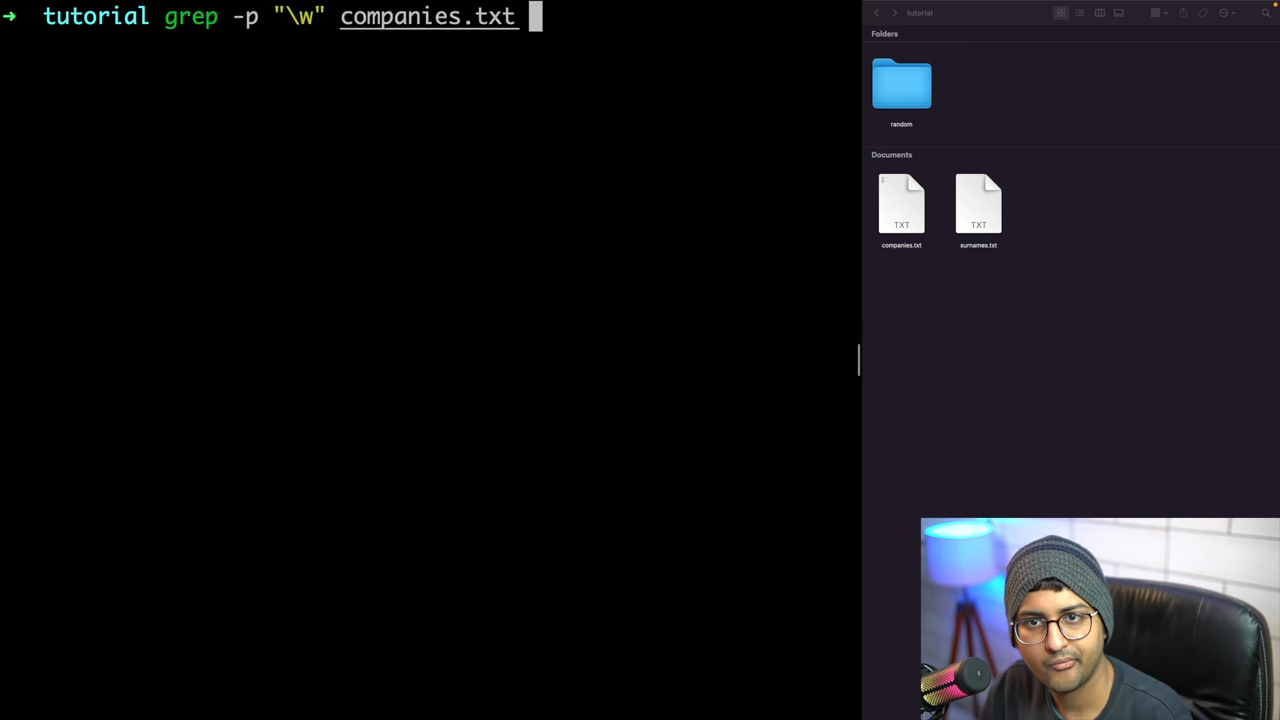 ➜ tutorial grep -p "\w" companies.txt
tutorial
Folders
random
Documents
TXT
TXT
companies.txt
surnames.txt